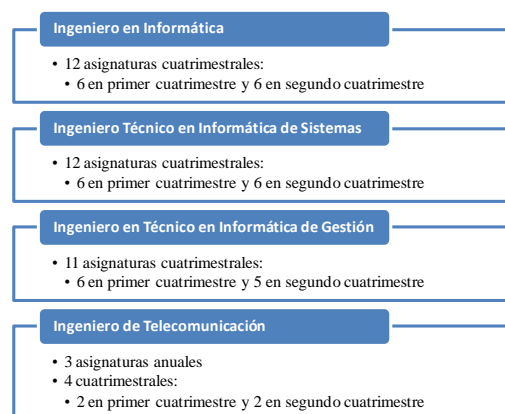 Ingeniero en Informática
• 12 asignaturas cuatrimestrales:
• 6 en primer cuatrimestre y 6 en segundo cuatrimestre
Ingeniero Técnico en Informática de Sistemas
• 12 asignaturas cuatrimestrales:
• 6 en primer cuatrimestre y 6 en segundo cuatrimestre
Ingeniero en Técnico en Informática de Gestión
• 11 asignaturas cuatrimestrales:
• 6 en primer cuatrimestre y 5 en segundo cuatrimestre
Ingeniero de Telecomunicación
• 3 asignaturas anuales
• 4 cuatrimestrales:
• 2 en primer cuatrimestre y 2 en segundo cuatrimestre